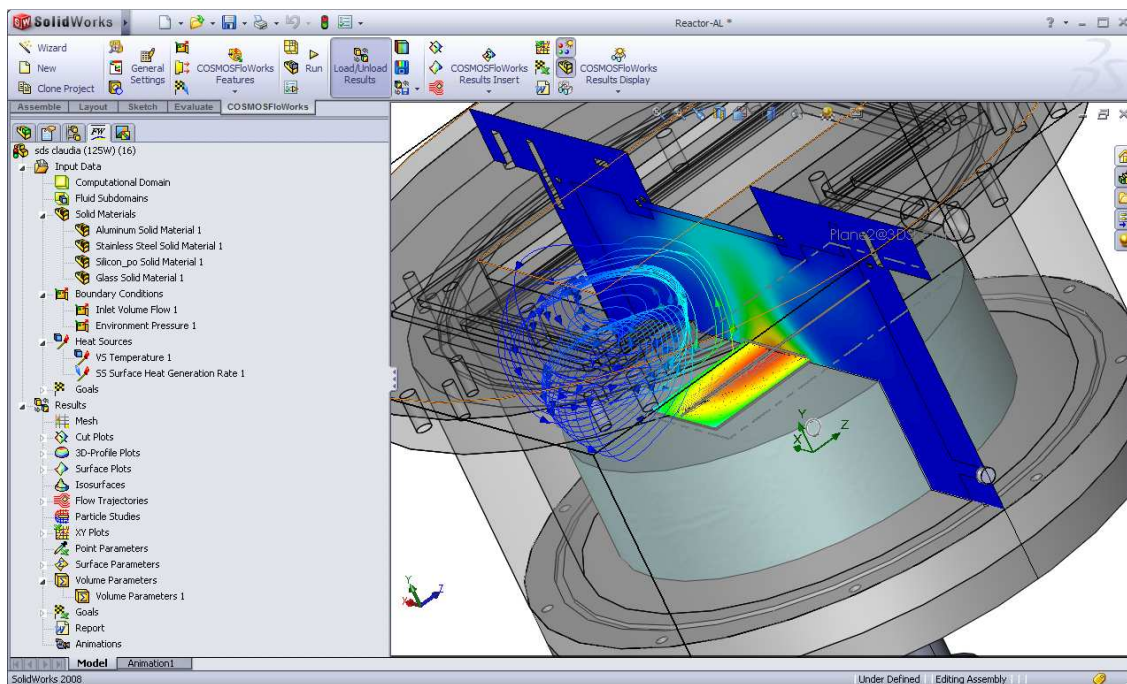 SolidWorks
Reactor-AL *
Wizard
New
Clone Project
General Settings
COSMOSFloWorks Features
Run
Load/Unload Results
COSMOSFloWorks Results Insert
COSMOSFloWorks Results Display
Assemble Layout Sketch Evaluate COSMOSFloWorks
sds claudia (125W) (16)
Input Data
Computational Domain
Fluid Subdomains
Solid Materials
Aluminum Solid Material 1
Stainless Steel Solid Material 1
Silicon_po Solid Material 1
Glass Solid Material 1
Boundary Conditions
Inlet Volume Flow 1
Environment Pressure 1
Heat Sources
VS Temperature 1
SS Surface Heat Generation Rate 1
Goals
Results
Mesh
Cut Plots
3D-Profile Plots
Surface Plots
Isosurfaces
Flow Trajectories
Particle Studies
XY Plots
Point Parameters
Surface Parameters
Volume Parameters
Volume Parameters 1
Goals
Report
Animations
Plane2@3DS
Y
X
Z
Y
X
Z
Model Animation1
SolidWorks 2008
Under Defined Editing Assembly